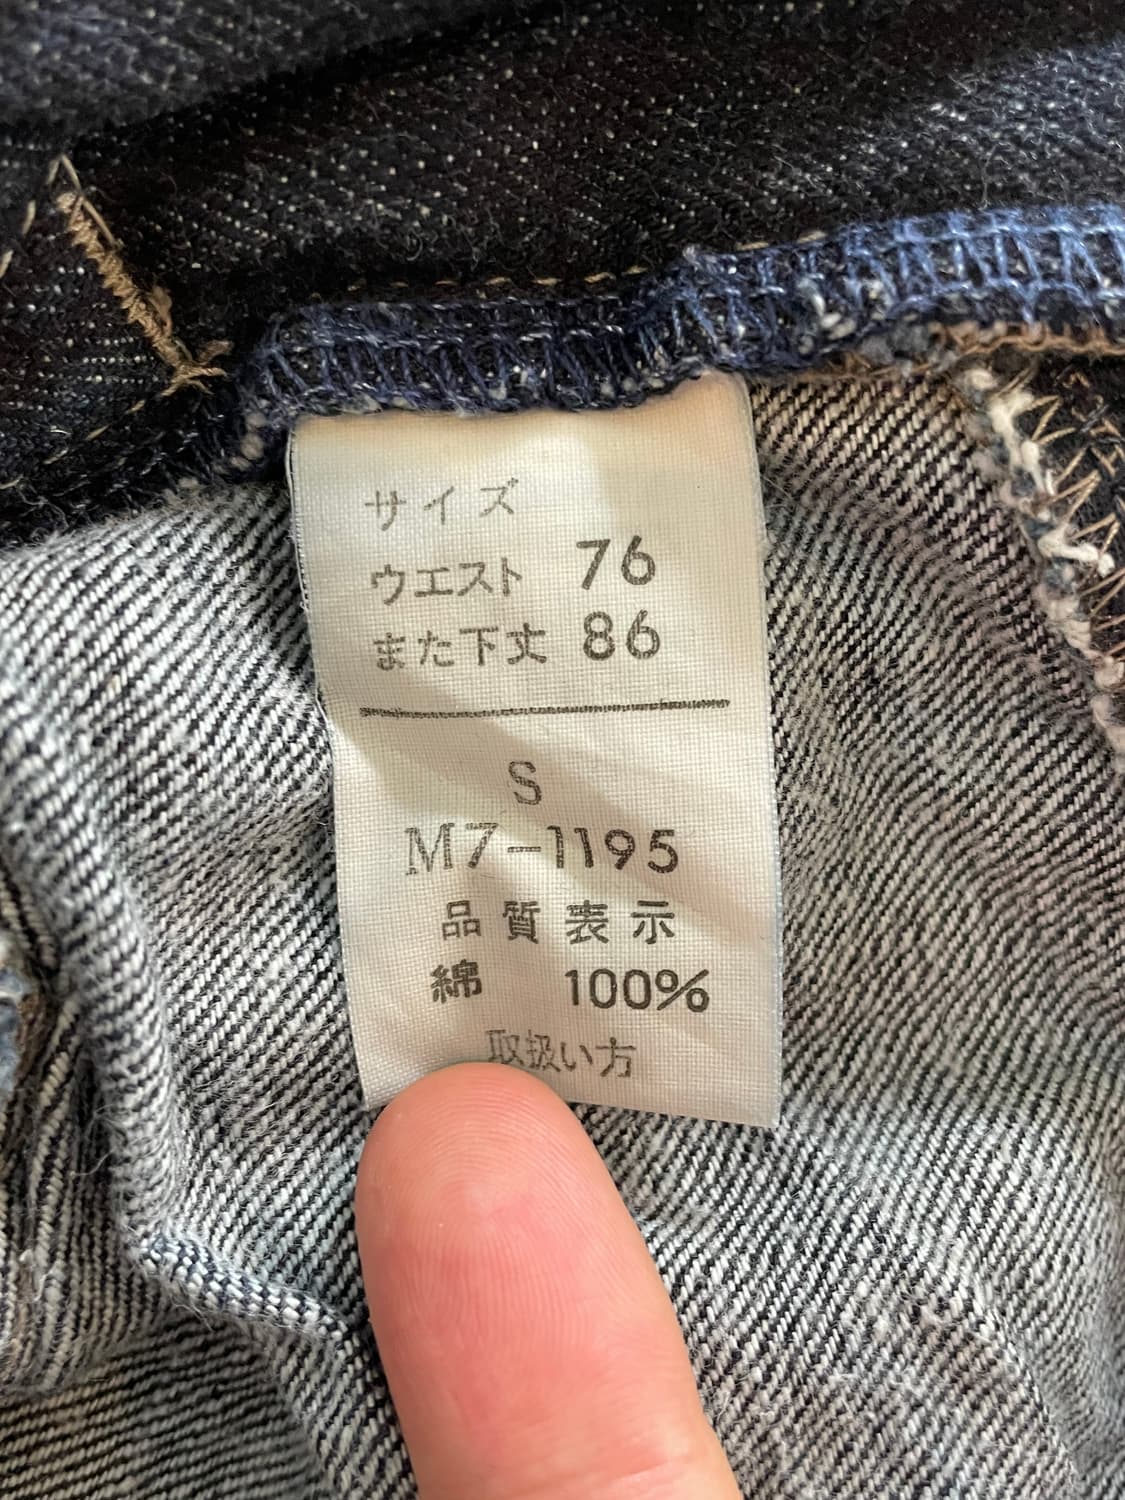 サイズ
ウエスト 76
また下丈 86
S
M7-1195
品質表示
綿 100%
取扱い方